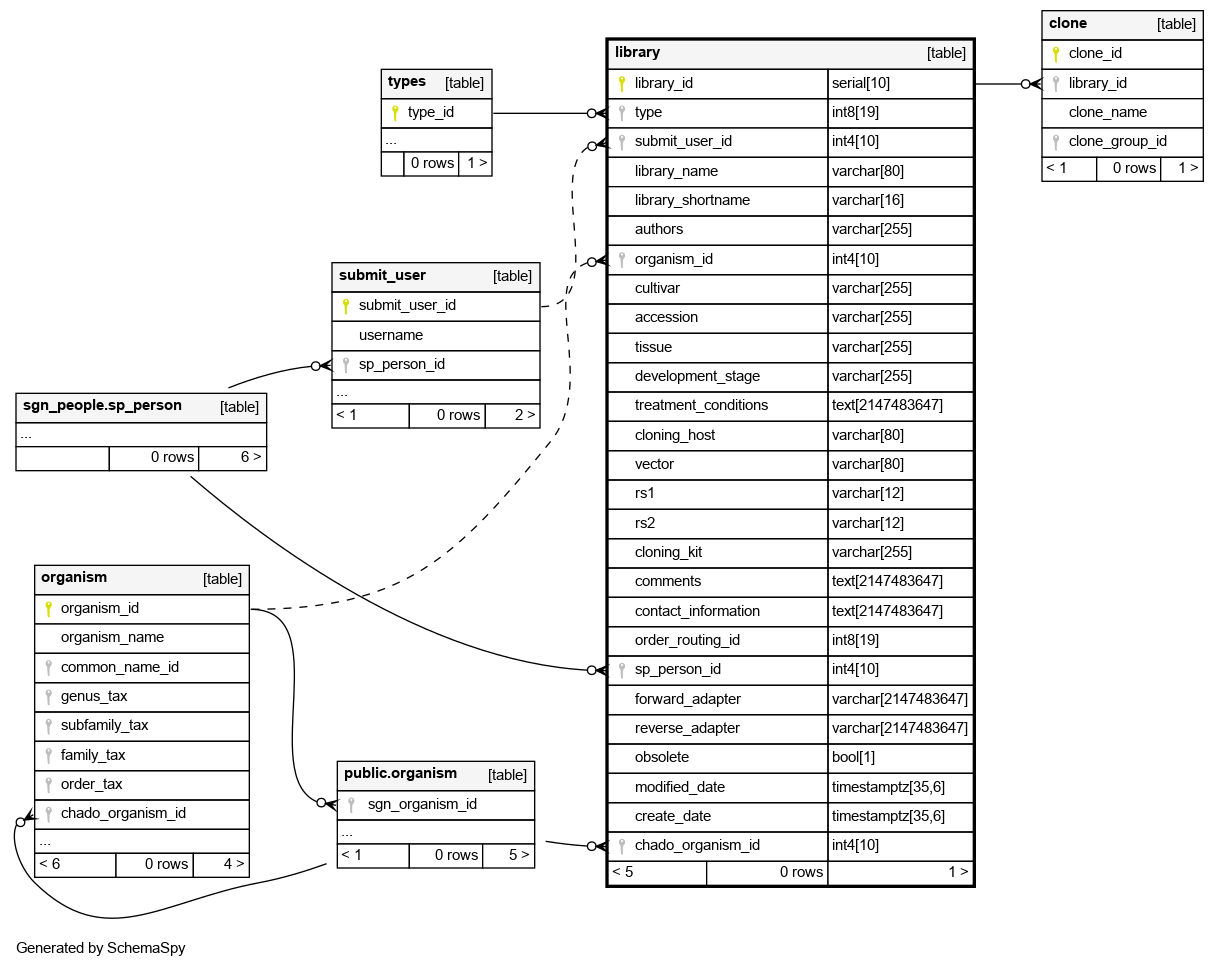 clone [table]
clone_id
library_id
clone_name
clone_group_id
< 1 0 rows 1 >
library [table]
library_id serial[10]
type int8[19]
submit_user_id int4[10]
library_name varchar[80]
library_shortname varchar[16]
authors varchar[255]
organism_id int4[10]
cultivar varchar[255]
accession varchar[255]
tissue varchar[255]
development_stage varchar[255]
treatment_conditions text[2147483647]
cloning_host varchar[80]
vector varchar[80]
rs1 varchar[12]
rs2 varchar[12]
cloning_kit varchar[255]
comments text[2147483647]
contact_information text[2147483647]
order_routing_id int8[19]
sp_person_id int4[10]
forward_adapter varchar[2147483647]
reverse_adapter varchar[2147483647]
obsolete bool[1]
modified_date timestamptz[35,6]
create_date timestamptz[35,6]
chado_organism_id int4[10]
< 5 0 rows 1 >
types [table]
type_id
...
0 rows 1 >
submit_user [table]
submit_user_id
username
sp_person_id
...
< 1 0 rows 2 >
sgn_people.sp_person [table]
...
0 rows 6 >
organism [table]
organism_id
organism_name
common_name_id
genus_tax
subfamily_tax
family_tax
order_tax
chado_organism_id
...
< 6 0 rows 4 >
public.organism [table]
sgn_organism_id
...
< 1 0 rows 5 >
Generated by SchemaSpy